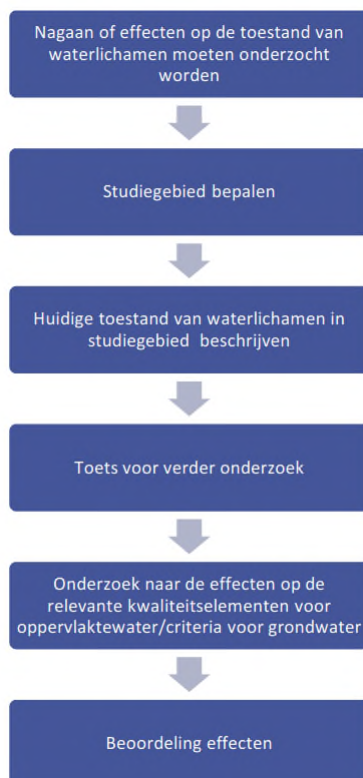 Nagaan of effecten op de toestand van
waterlichamen moeten onderzocht
worden
Studiegebied bepalen
Huidige toestand van waterlichamen in
studiegebied beschrijven
Toets voor verder onderzoek
Onderzoek naar de effecten op de
relevante kwaliteitselementen voor
oppervlaktewater/criteria voor grondwater
Beoordeling effecten